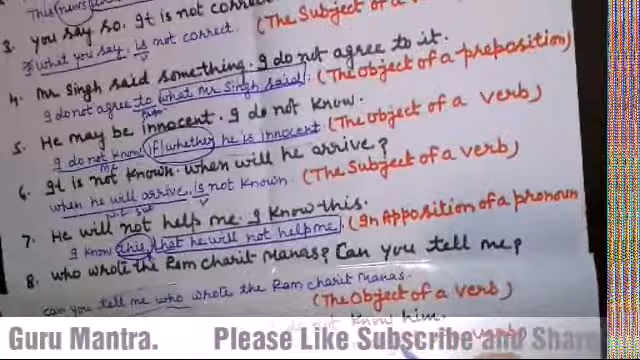 This news
3. you say so. It is not correct (The Subject of a
what you say, is not correct.
4. Mr Singh said something. I do not agree to it.
I do not agree to what Mr Singh said. (The Object of a preposition)
5. He may be innocent. I do not know.
I do not know if/whether he is innocent. (The Object of a verb)
6. It is not known. when will he arrive?
when he will arrive, is not known. (The Subject of a verb)
7. He will not help me. I know this.
I know this, that he will not help me. (In Apposition of a pronoun
8. who wrote the Ram Charit Manas? Can you tell me?
can you tell me who wrote the Ram Charit Manas.
(The Object of a verb)
not know him.
Guru Mantra. Please Like Subscribe and Share